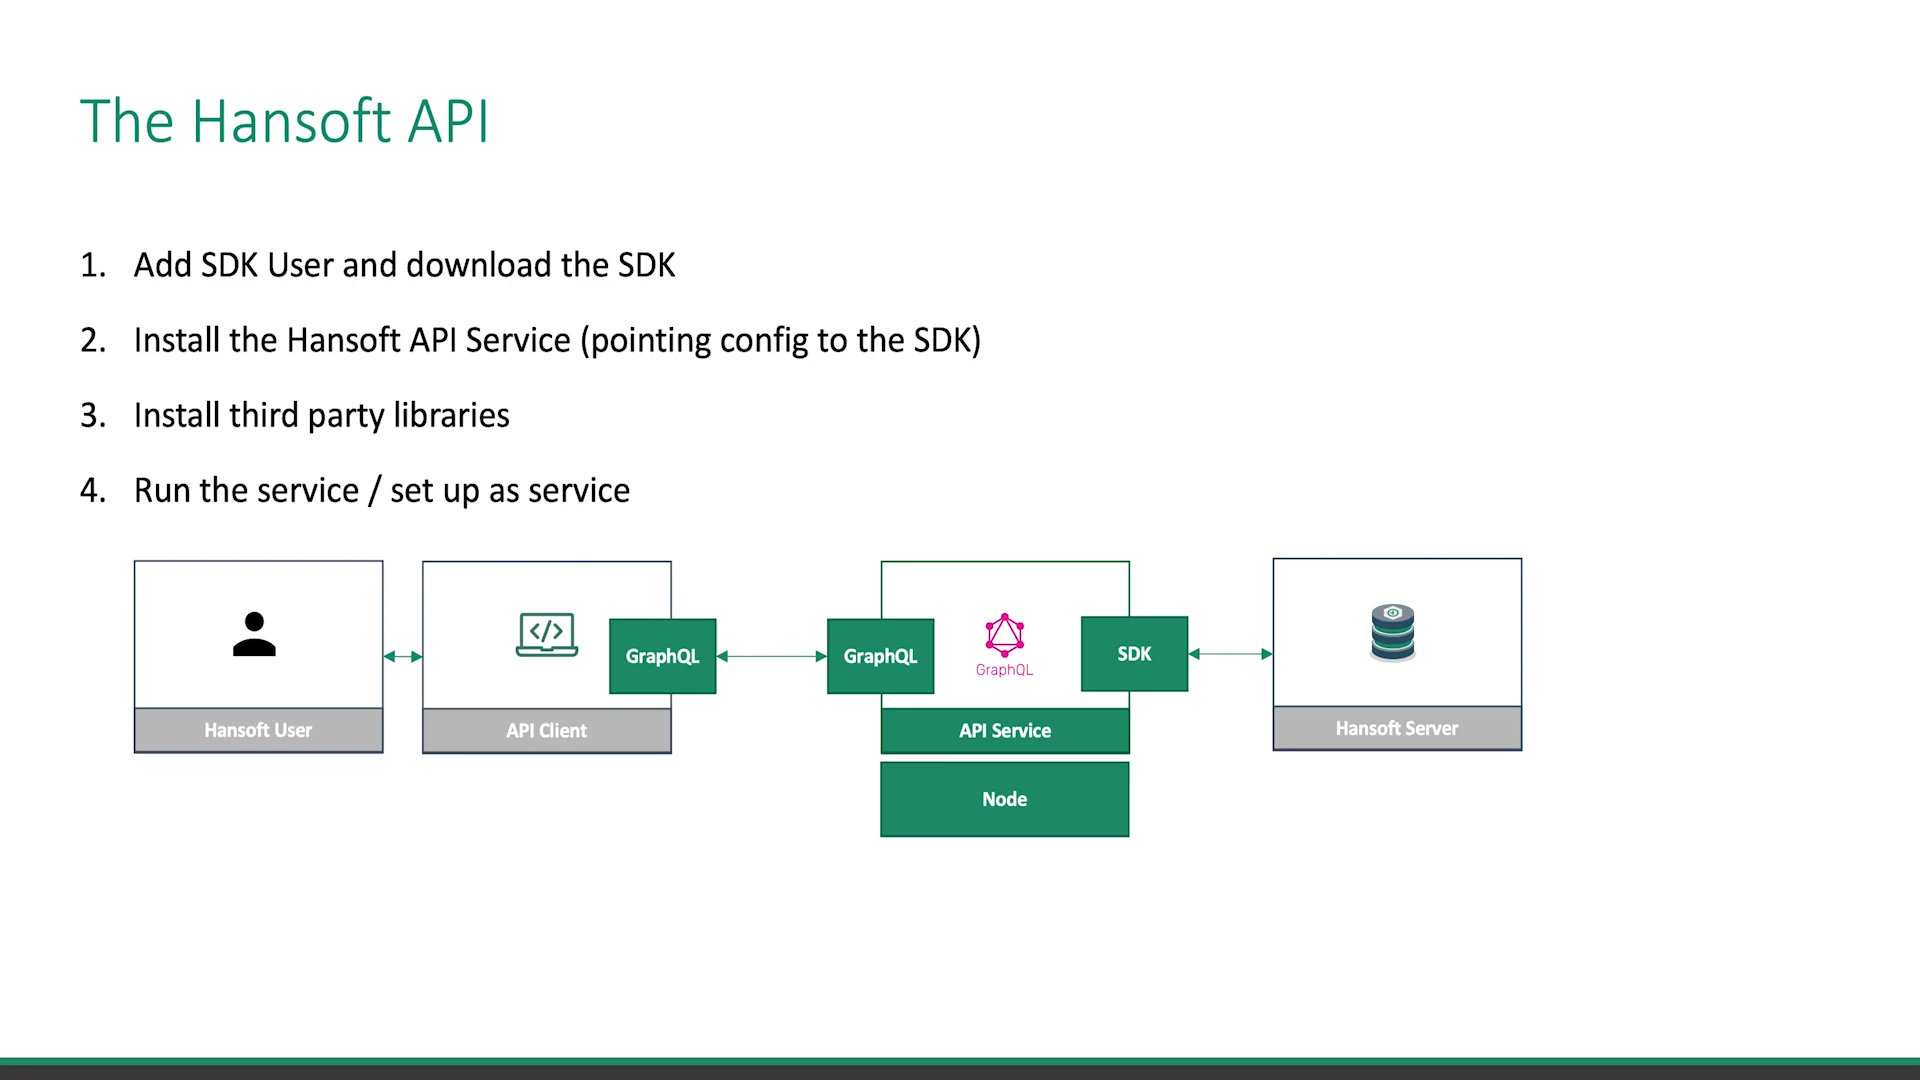 The Hansoft API
1. Add SDK User and download the SDK
2. Install the Hansoft API Service (pointing config to the SDK)
3. Install third party libraries
4. Run the service / set up as service
Hansoft User
</>
API Client
GraphQL
GraphQL
GraphQL
API Service
SDK
Node
Hansoft Server